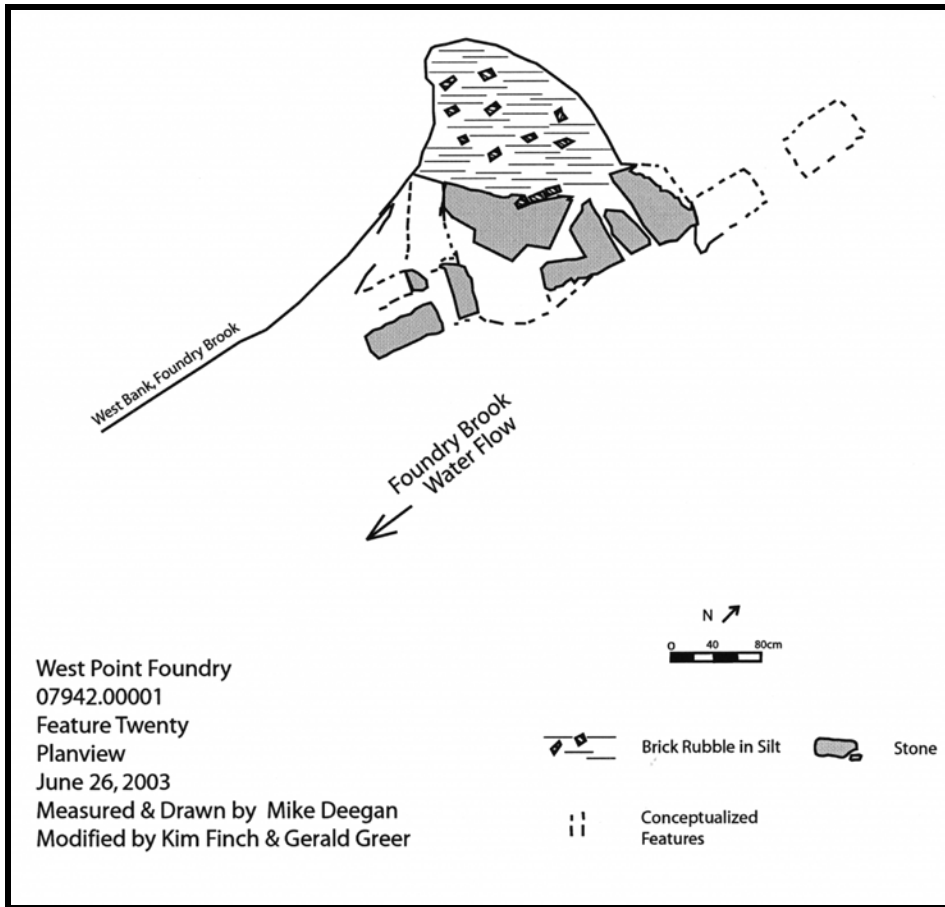 West Bank, Foundry Brook
Foundry Brook
Water Flow
N
0 40 80cm
West Point Foundry
07942.00001
Feature Twenty
Planview
June 26, 2003
Measured & Drawn by Mike Deegan
Modified by Kim Finch & Gerald Greer
Brick Rubble in Silt
Stone
Conceptualized
Features